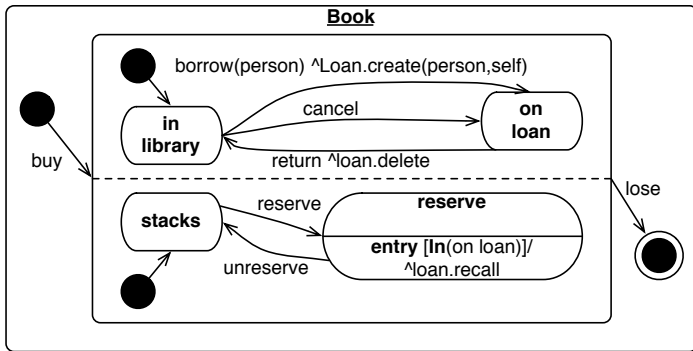 Book
borrow(person) ^Loan.create(person,self)
in
library
cancel
on
loan
buy
return ^loan.delete
lose
stacks
reserve
reserve
entry [In(on loan)]/
^loan.recall
unreserve